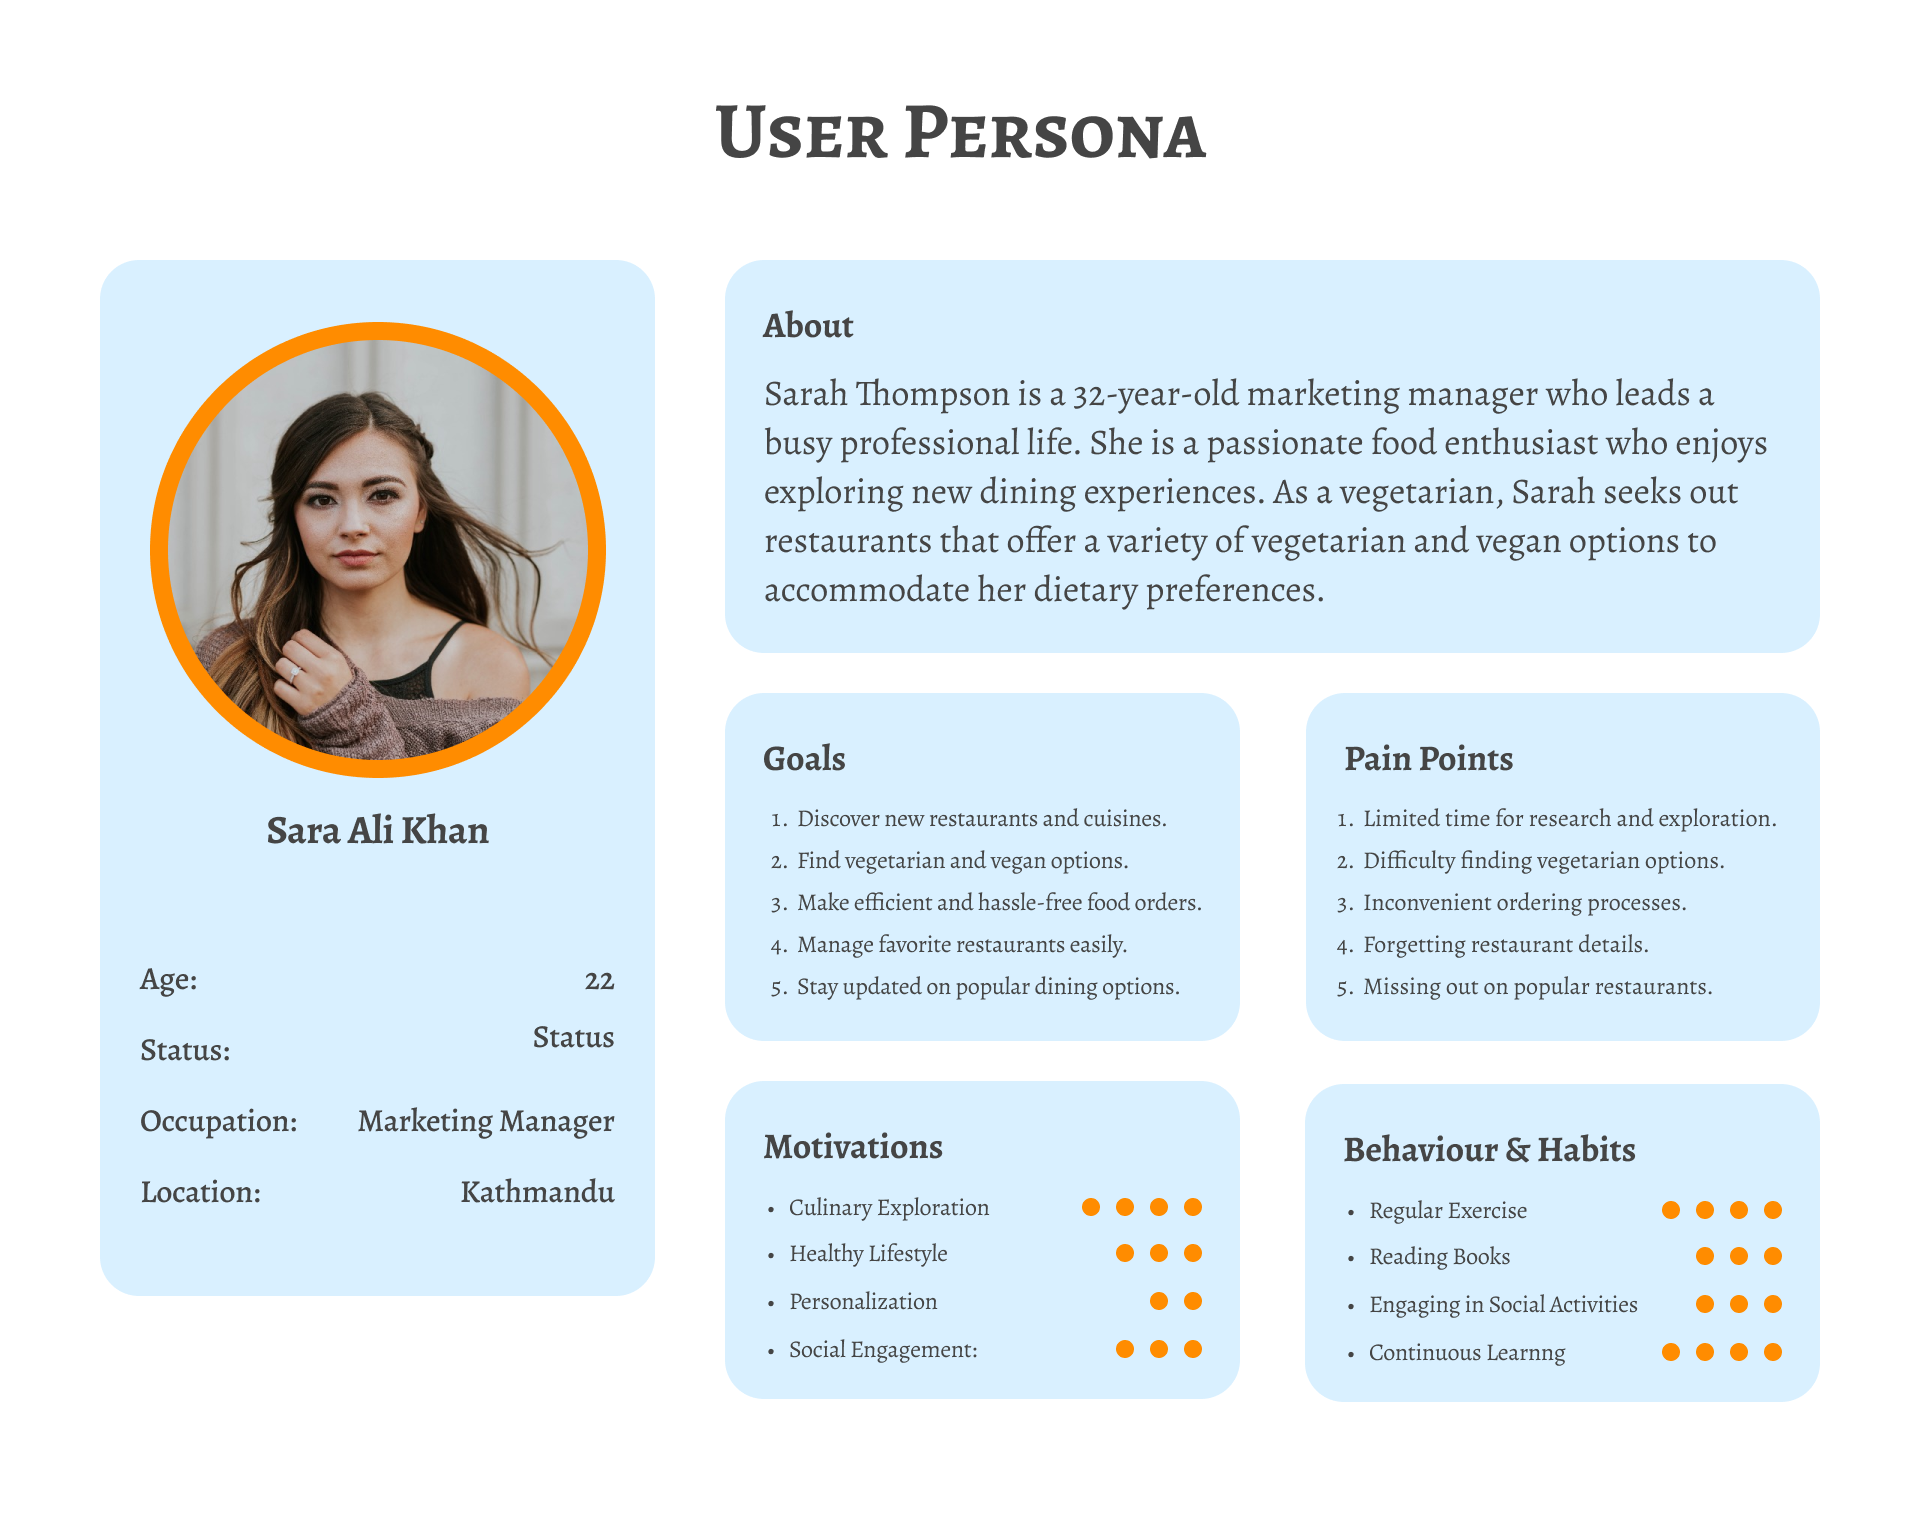 User Persona
Sara Ali Khan
Age: 22
Status: Status
Occupation: Marketing Manager
Location: Kathmandu
About
Sarah Thompson is a 32-year-old marketing manager who leads a
busy professional life. She is a passionate food enthusiast who enjoys
exploring new dining experiences. As a vegetarian, Sarah seeks out
restaurants that offer a variety of vegetarian and vegan options to
accommodate her dietary preferences.
Goals
1. Discover new restaurants and cuisines.
2. Find vegetarian and vegan options.
3. Make efficient and hassle-free food orders.
4. Manage favorite restaurants easily.
5. Stay updated on popular dining options.
Pain Points
1. Limited time for research and exploration.
2. Difficulty finding vegetarian options.
3. Inconvenient ordering processes.
4. Forgetting restaurant details.
5. Missing out on popular restaurants.
Motivations
• Culinary Exploration
• Healthy Lifestyle
• Personalization
• Social Engagement:
Behaviour & Habits
• Regular Exercise
• Reading Books
• Engaging in Social Activities
• Continuous Learnng